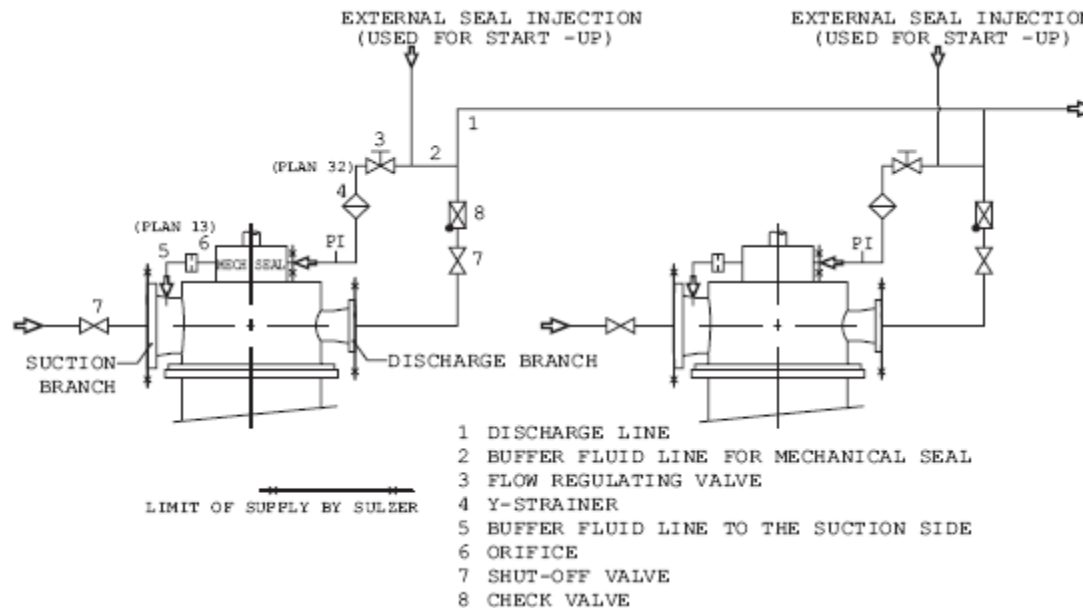 EXTERNAL SEAL INJECTION
(USED FOR START -UP)
EXTERNAL SEAL INJECTION
(USED FOR START -UP)
1
3
2
(PLAN 32)
4
(PLAN 13)
5
6
8
PI
MECH SEAL
7
7
PI
SUCTION
BRANCH
DISCHARGE BRANCH
1 DISCHARGE LINE
2 BUFFER FLUID LINE FOR MECHANICAL SEAL
3 FLOW REGULATING VALVE
4 Y-STRAINER
5 BUFFER FLUID LINE TO THE SUCTION SIDE
6 ORIFICE
7 SHUT-OFF VALVE
8 CHECK VALVE
LIMIT OF SUPPLY BY SULZER